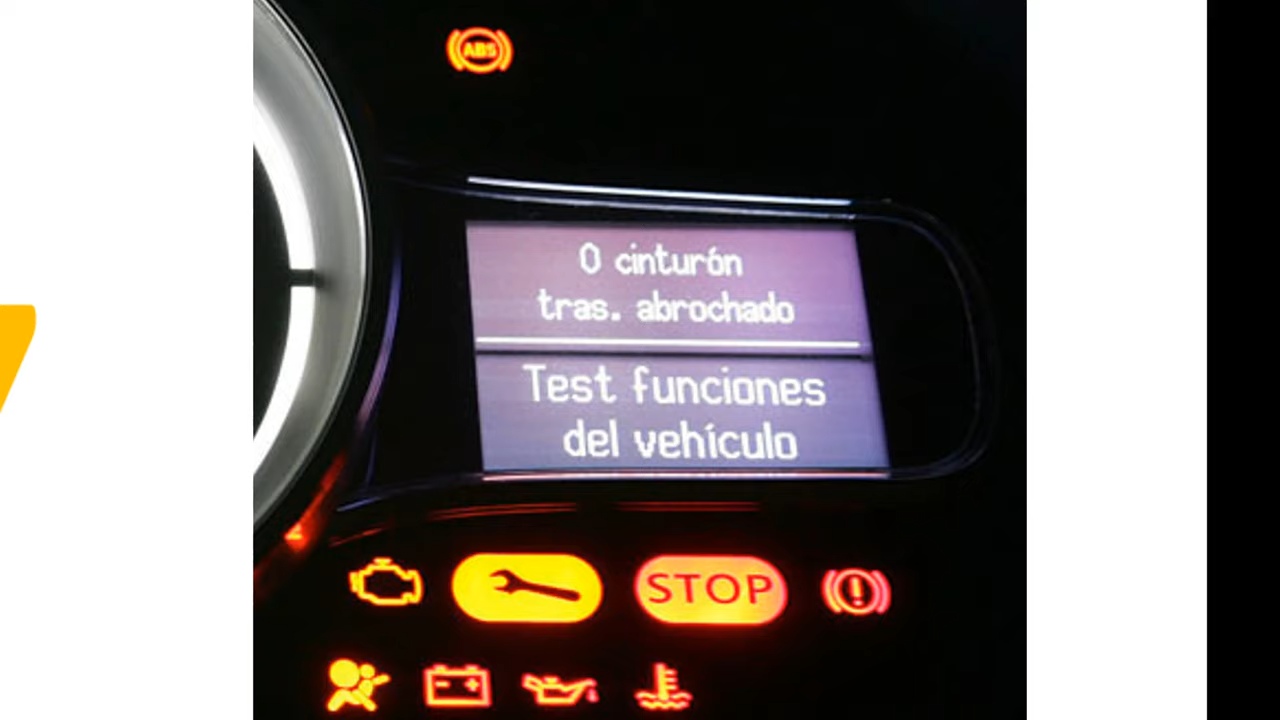 ABS
0 cinturón
tras. abrochado
Test funciones
del vehículo
STOP